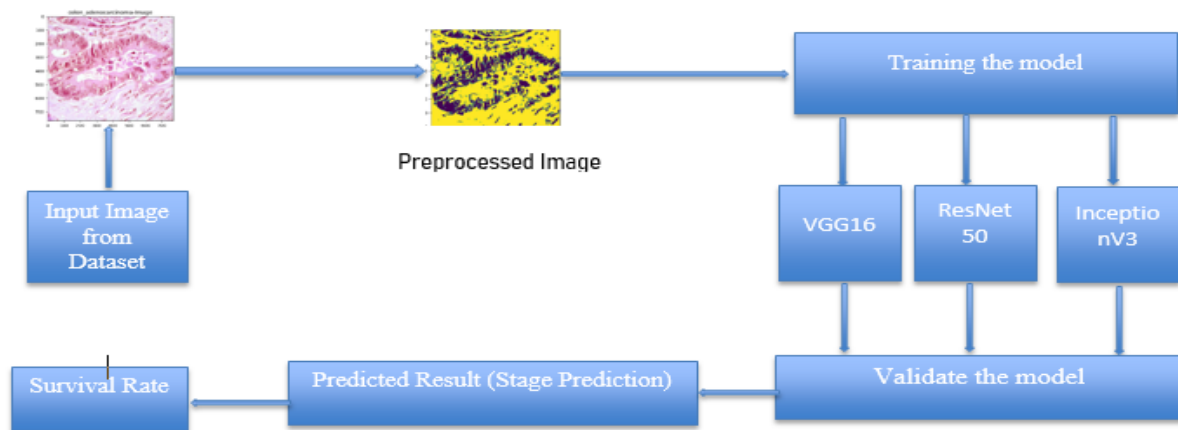 Training the model
Preprocessed Image
Input Image
from
Dataset
VGG16
ResNet
50
Inceptio
nV3
Survival Rate
Predicted Result (Stage Prediction)
Validate the model